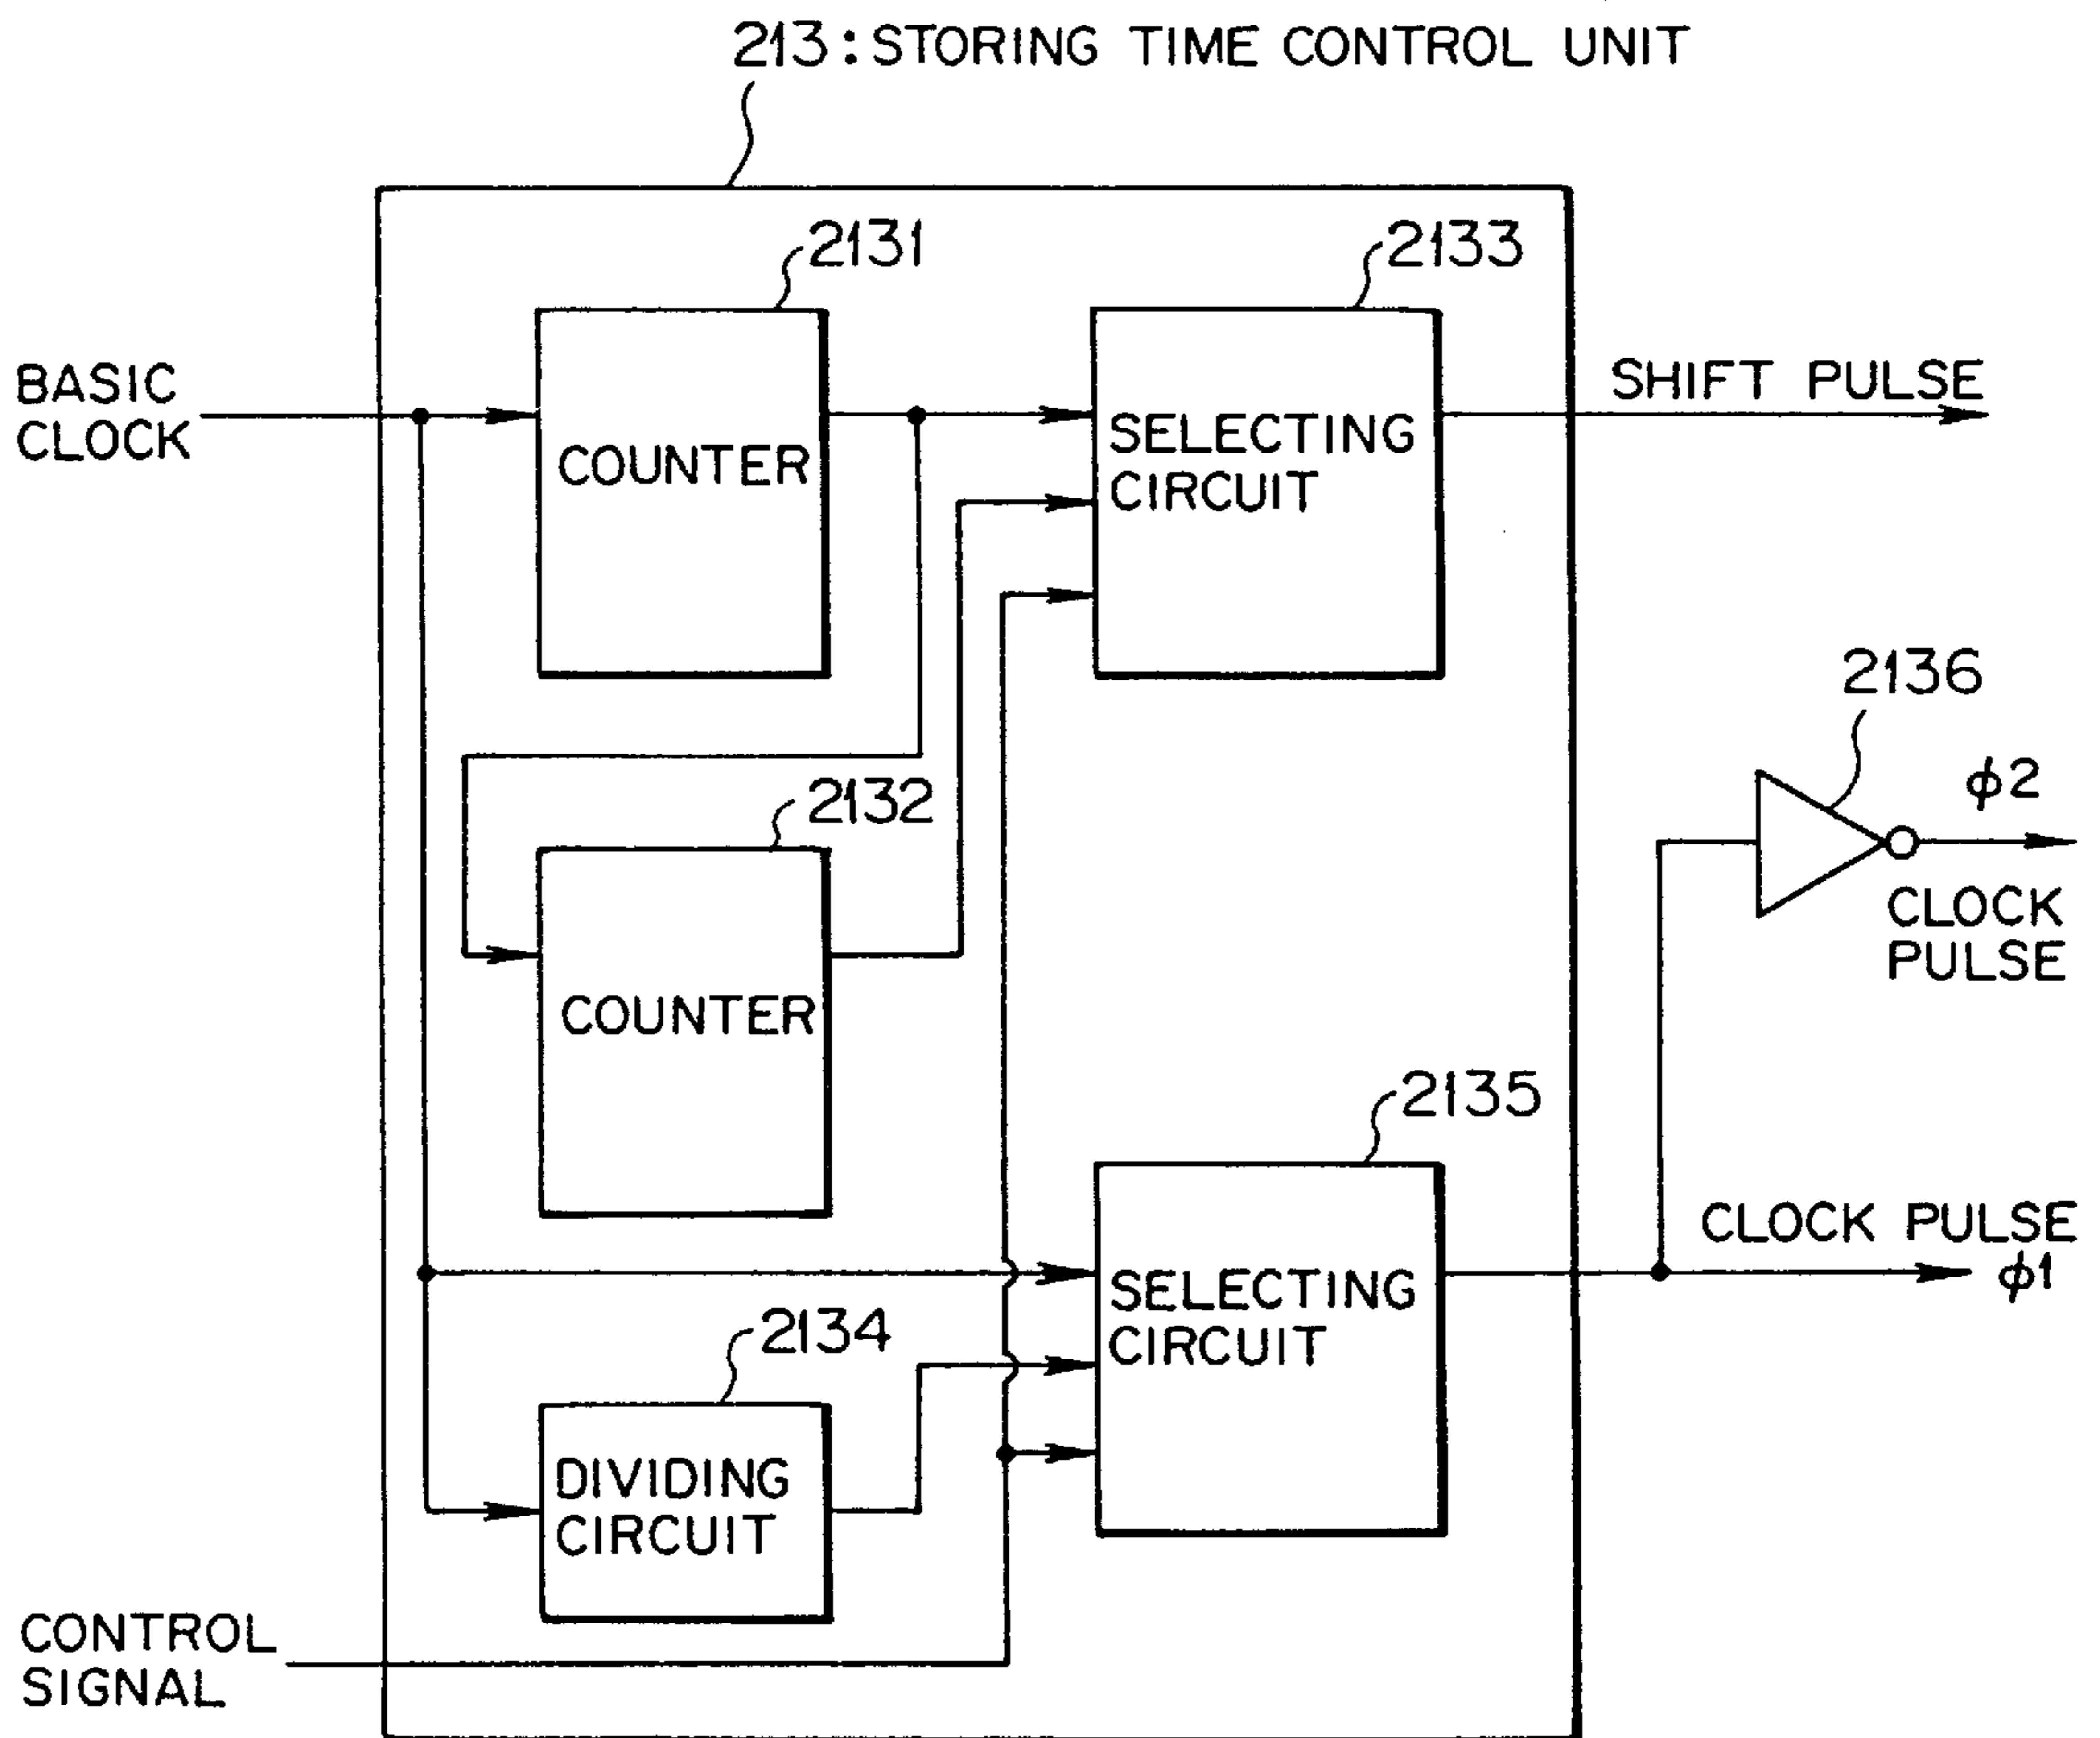 213:STORING TIME CONTROL UNIT
2131
2133
BASIC
CLOCK
COUNTER
SELECTING
CIRCUIT
SHIFT PULSE
2136
2132
ϕ2
CLOCK
PULSE
COUNTER
2135
CLOCK PULSE
ϕ1
SELECTING
CIRCUIT
2134
DIVIDING
CIRCUIT
CONTROL
SIGNAL